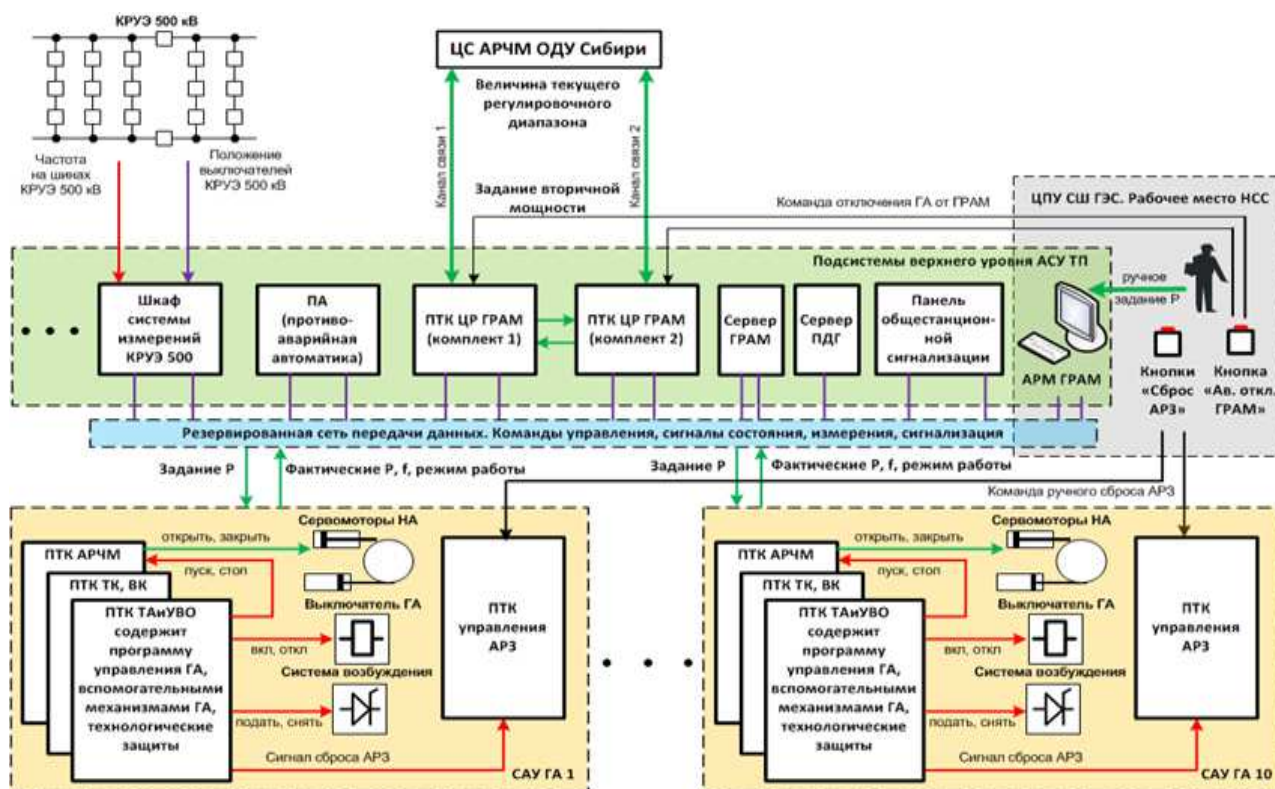 КРУЭ 500 кВ
ЦС АРЧМ ОДУ Сибири
Величина текущего
регулировочного
диапазона
Канал связи 1
Канал связи 2
Частота
на шинах
КРУЭ 500 кВ
Положение
выключателей
КРУЭ 500 кВ
Задание вторичной
мощности
Команда отключения ГА от ГРАМ
ЦПУ СШ ГЭС. Рабочее место НСС
Подсистемы верхнего уровня АСУ ТП
ручное
задание Р
Шкаф
системы
измерений
КРУЭ 500
ПА
(противо-
аварийная
автоматика)
ПТК ЦР ГРАМ
(комплект 1)
ПТК ЦР ГРАМ
(комплект 2)
Сервер
ГРАМ
Сервер
ПДГ
Панель
общестанцион-
ной
сигнализации
АРМ ГРАМ
Кнопки
«Сброс
АРЗ»
Кнопка
«Ав. откл.
ГРАМ»
Резервированная сеть передачи данных. Команды управления, сигналы состояния, измерения, сигнализация
Задание Р
Фактические Р, f, режим работы
Задание Р
Фактические Р, f, режим работы
Команда ручного сброса АРЗ
Сервомоторы НА
ПТК АРЧМ
открыть, закрыть
пуск, стоп
ПТК ТК, ВК
Выключатель ГА
ПТК ТАиУВО
содержит
программу
управления ГА,
вспомогательными
механизмами ГА,
технологические
защиты
вкл, откл
Система возбуждения
подать, снять
Сигнал сброса АРЗ
ПТК
управления
АРЗ
САУ ГА 1
Сервомоторы НА
ПТК АРЧМ
открыть, закрыть
пуск, стоп
ПТК ТК, ВК
Выключатель ГА
ПТК ТАиУВО
содержит
программу
управления ГА,
вспомогательными
механизмами ГА,
технологические
защиты
вкл, откл
Система возбуждения
подать, снять
Сигнал сброса АРЗ
ПТК
управления
АРЗ
САУ ГА 10